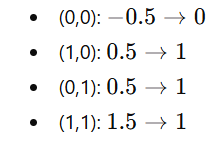 • (0,0): −0.5 → 0
• (1,0): 0.5 → 1
• (0,1): 0.5 → 1
• (1,1): 1.5 → 1